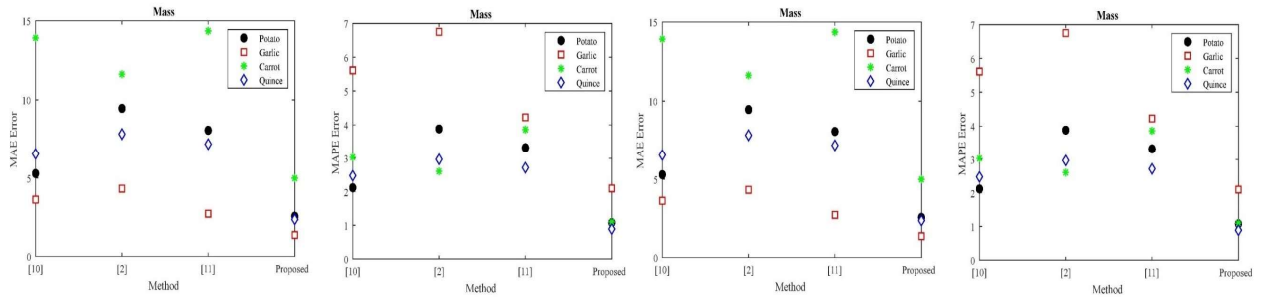 Mass
15
10
5
0
MAE Error
[10]
[2]
[11]
Proposed
Method
Potato
Garlic
Carrot
Quince
Mass
7
6
5
4
3
2
1
0
MAPE Error
[10]
[2]
[11]
Proposed
Method
Potato
Garlic
Carrot
Quince
Mass
15
10
5
0
MAE Error
[10]
[2]
[11]
Proposed
Method
Potato
Garlic
Carrot
Quince
Mass
7
6
5
4
3
2
1
0
MAPE Error
[10]
[2]
[11]
Proposed
Method
Potato
Garlic
Carrot
Quince